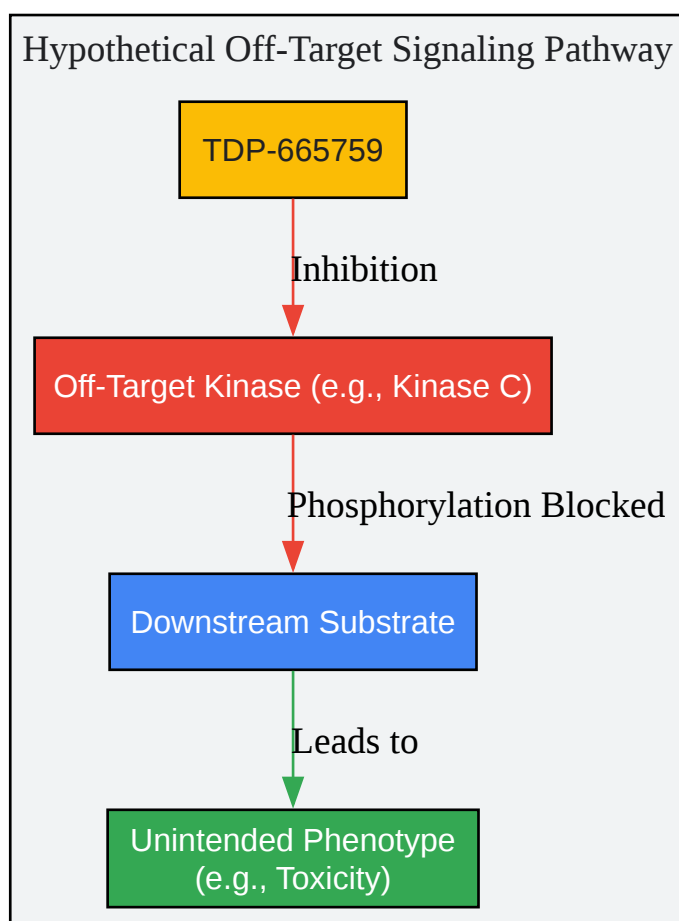 Hypothetical Off-Target Signaling Pathway
TDP-665759
Inhibition
Off-Target Kinase (e.g., Kinase C)
Phosphorylation Blocked
Downstream Substrate
Leads to
Unintended Phenotype
(e.g., Toxicity)